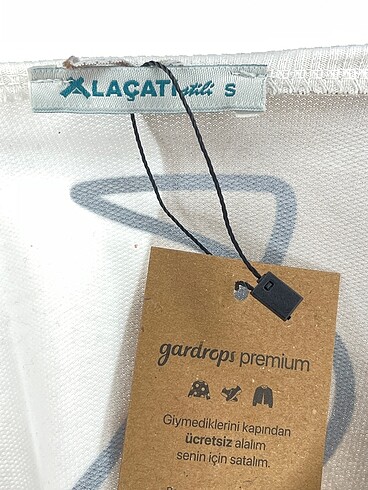 ALAÇATI stili S
gardrops premium
Giymediklerini kapından
ücretsiz alalım
senin için satalım.